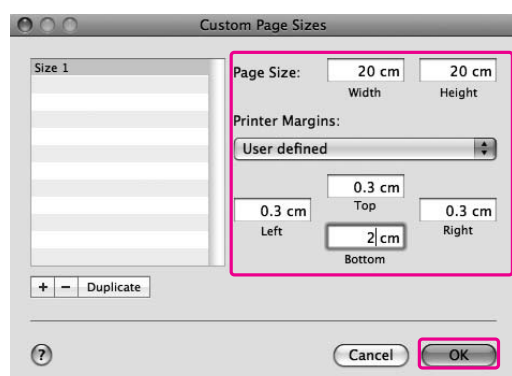 Custom Page Sizes
Size 1
Page Size:
20 cm
20 cm
Width
Height
Printer Margins:
User defined
0.3 cm
Top
0.3 cm
Left
0.3 cm
Right
2 cm
Bottom
+ − Duplicate
? Cancel OK